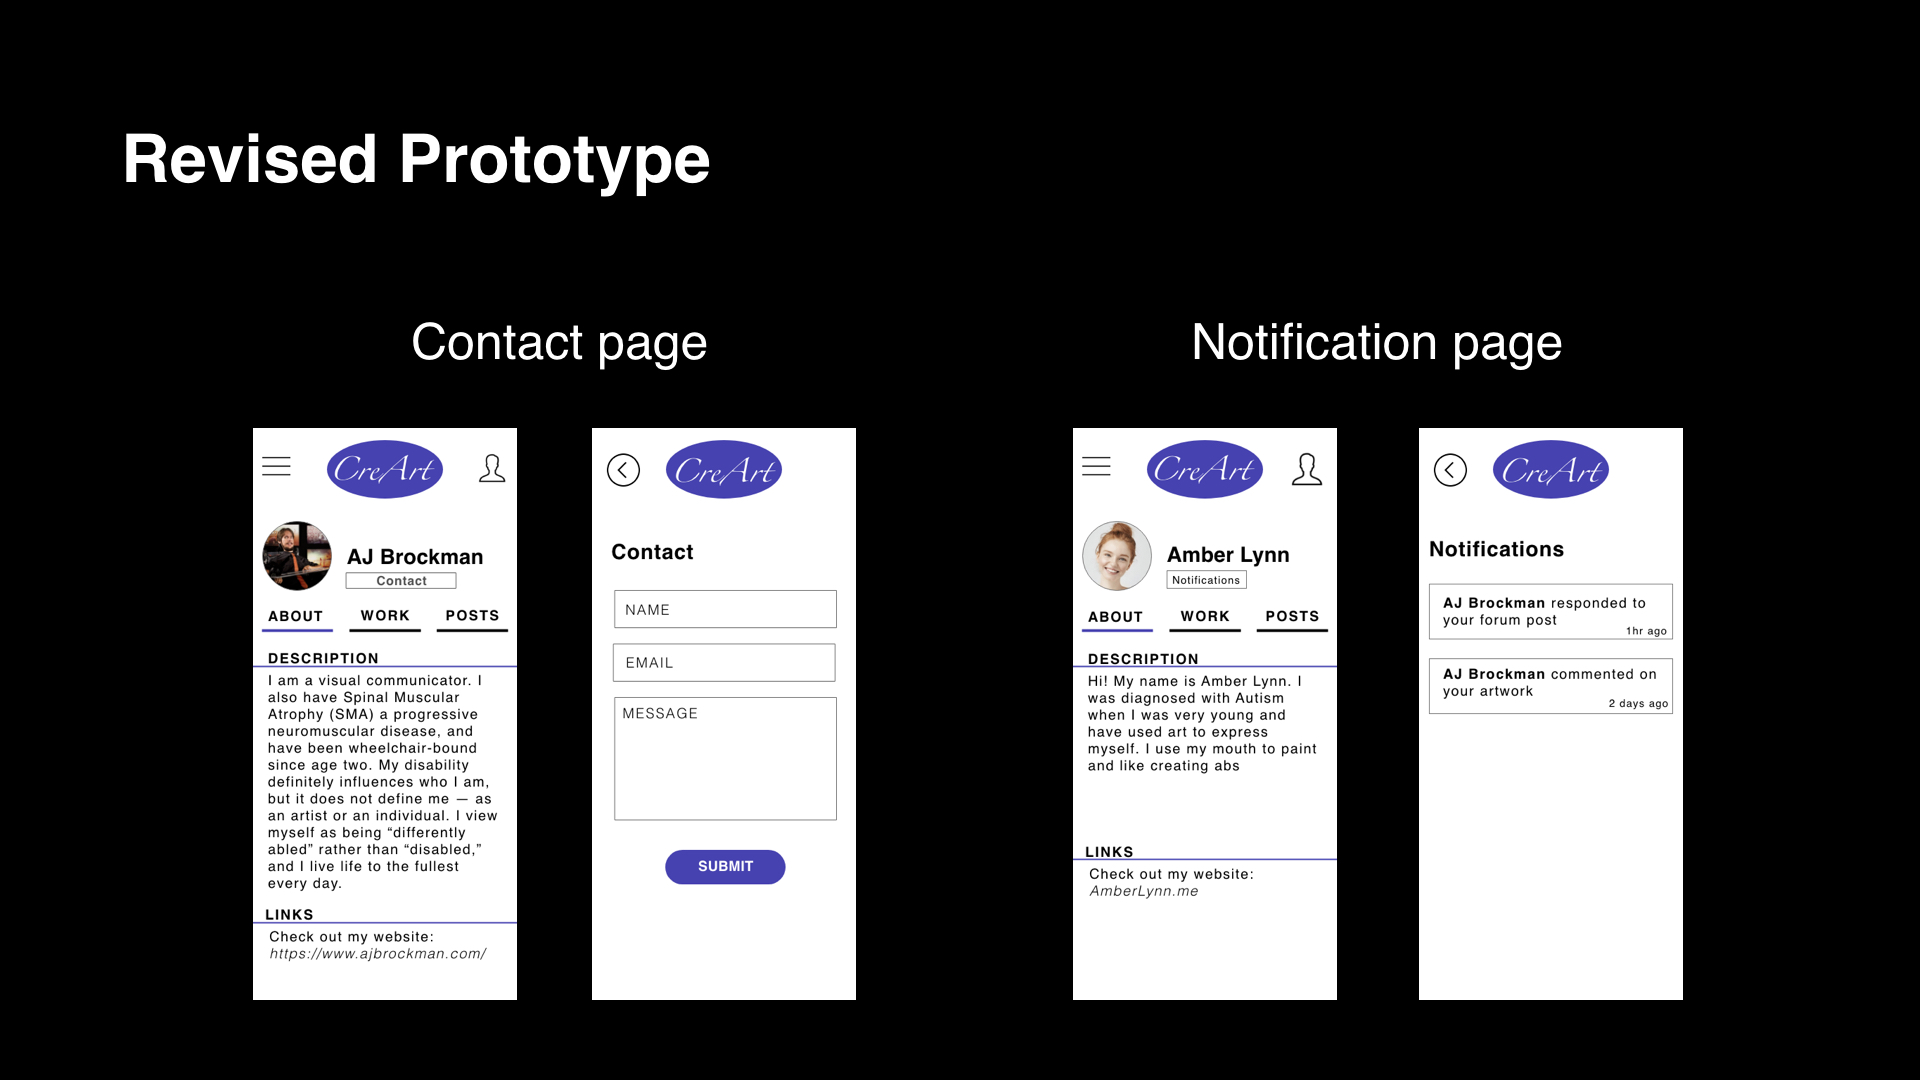 Revised Prototype
Contact page
CreArt
AJ Brockman
Contact
ABOUT WORK POSTS
DESCRIPTION
I am a visual communicator. I
also have Spinal Muscular
Atrophy (SMA) a progressive
neuromuscular disease, and
have been wheelchair-bound
since age two. My disability
definitely influences who I am,
but it does not define me — as
an artist or an individual. I view
myself as being “differently
abled” rather than “disabled,”
and I live life to the fullest
every day.
LINKS
Check out my website:
https://www.ajbrockman.com/
CreArt
Contact
NAME
EMAIL
MESSAGE
SUBMIT
Notification page
CreArt
Amber Lynn
Notifications
ABOUT WORK POSTS
DESCRIPTION
Hi! My name is Amber Lynn. I
was diagnosed with Autism
when I was very young and
have used art to express
myself. I use my mouth to paint
and like creating abs
LINKS
Check out my website:
AmberLynn.me
CreArt
Notifications
AJ Brockman responded to
your forum post
1hr ago
AJ Brockman commented on
your artwork
2 days ago